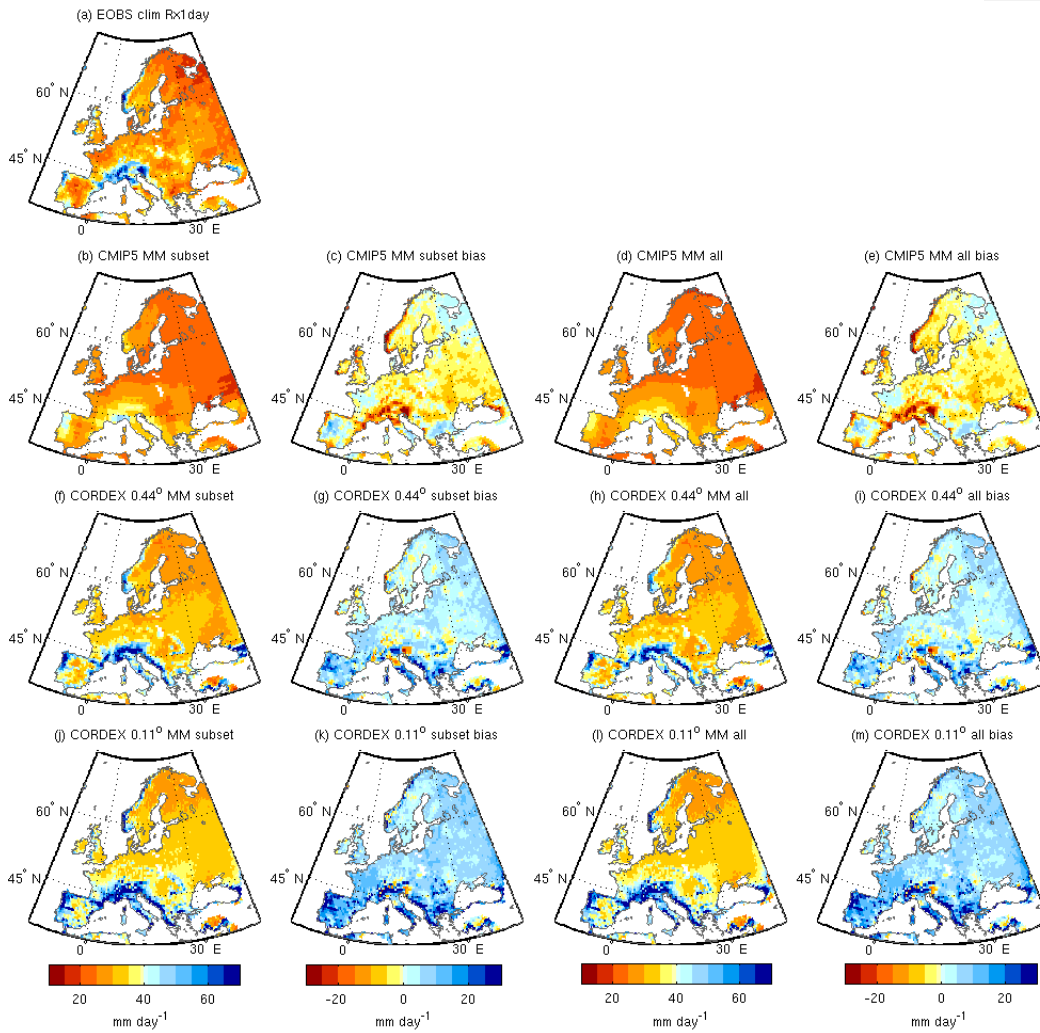 (a) EOBS clim Rx1day
60° N
45° N
0
30 E
(b) CMIP5 MM subset
(c) CMIP5 MM subset bias
(d) CMIP5 MM all
(e) CMIP5 MM all bias
60° N
60° N
60° N
60° N
45° N
45° N
45° N
45° N
0
30 E
0
30 E
0
30 E
0
30 E
(f) CORDEX 0.44° MM subset
(g) CORDEX 0.44° subset bias
(h) CORDEX 0.44° MM all
(i) CORDEX 0.44° all bias
60° N
60° N
60° N
60° N
45° N
45° N
45° N
45° N
0
30 E
0
30 E
0
30 E
0
30 E
(j) CORDEX 0.11° MM subset
(k) CORDEX 0.11° subset bias
(l) CORDEX 0.11° MM all
(m) CORDEX 0.11° all bias
60° N
60° N
60° N
60° N
45° N
45° N
45° N
45° N
0
30 E
0
30 E
0
30 E
0
30 E
20 40 60
-20 0 20
20 40 60
-20 0 20
mm day⁻¹
mm day⁻¹
mm day⁻¹
mm day⁻¹